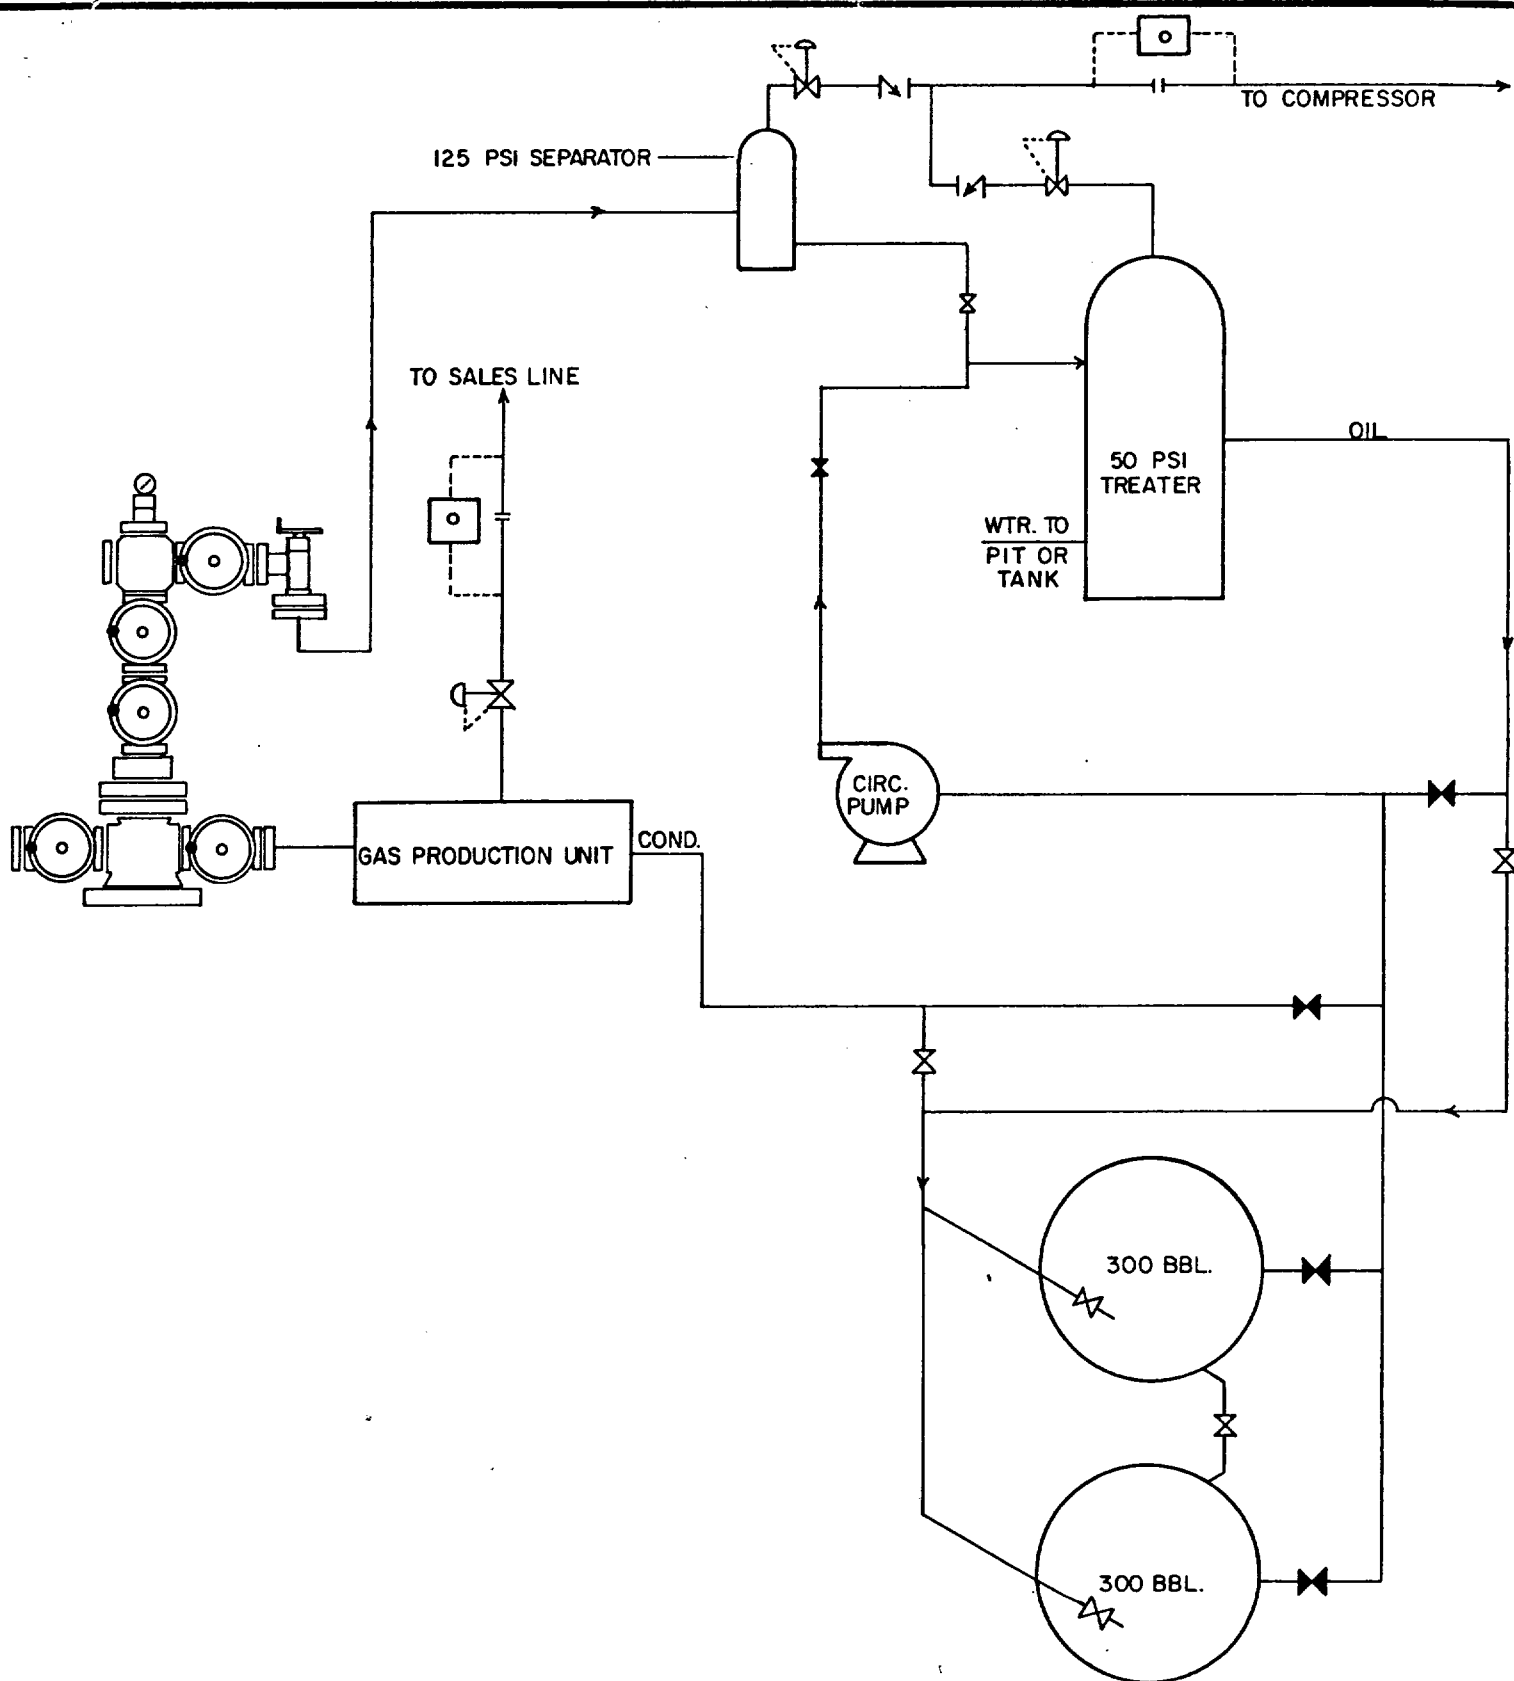 TO COMPRESSOR
125 PSI SEPARATOR
TO SALES LINE
OIL
50 PSI
TREATER
WTR. TO
PIT OR
TANK
CIRC.
PUMP
COND.
GAS PRODUCTION UNIT
300 BBL.
300 BBL.